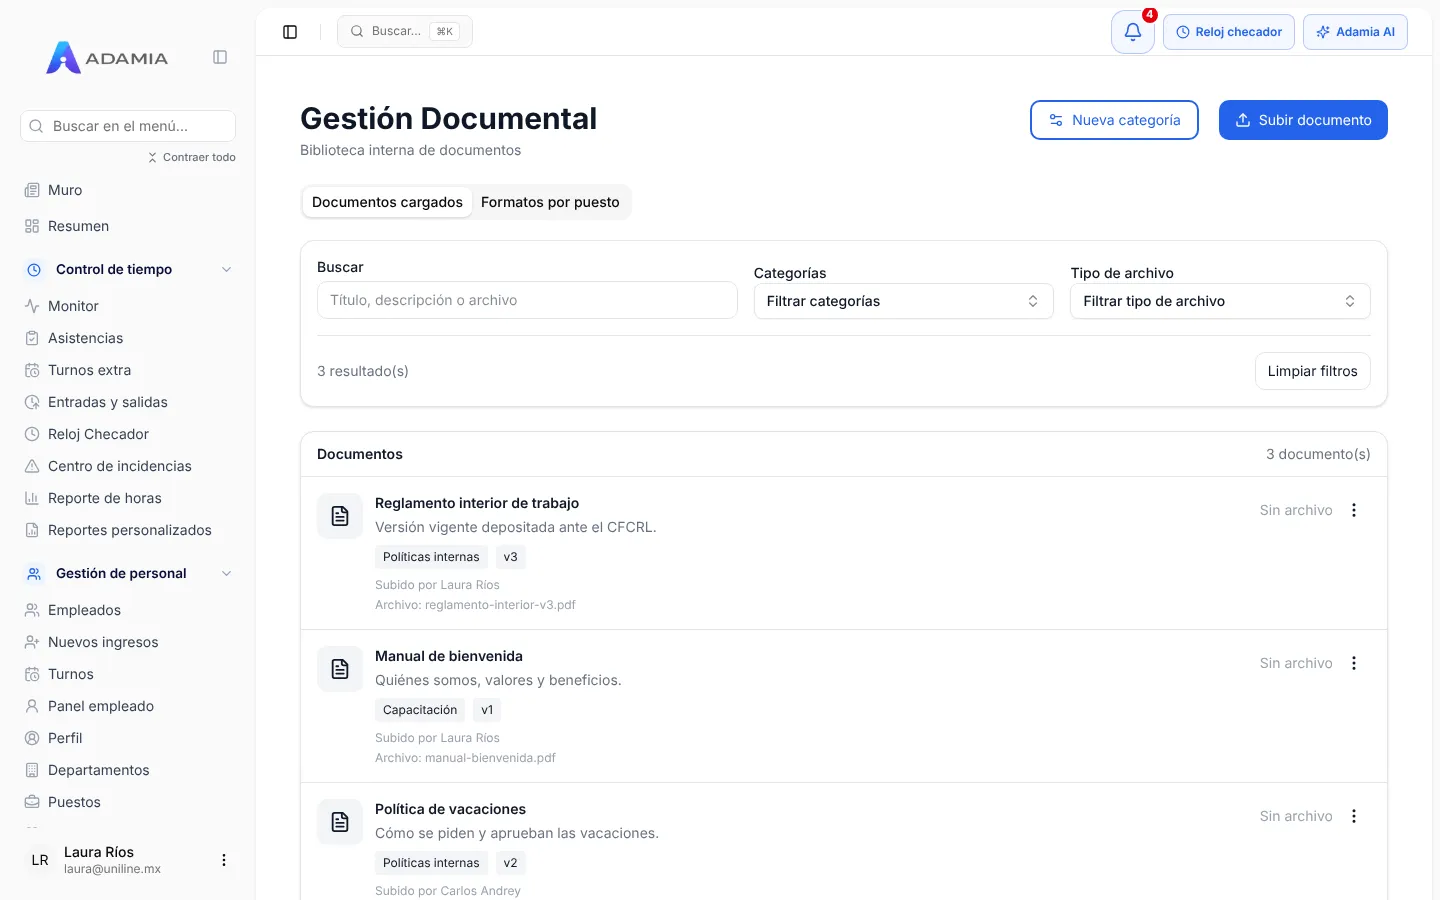 ADAMIA
Buscar en el menú...
Contraer todo
Muro
Resumen
Control de tiempo
Monitor
Asistencias
Turnos extra
Entradas y salidas
Reloj Checador
Centro de incidencias
Reporte de horas
Reportes personalizados
Gestión de personal
Empleados
Nuevos ingresos
Turnos
Panel empleado
Perfil
Departamentos
Puestos
LR
Laura Ríos
laura@uniline.mx
Buscar... ⌘K
4
Reloj checador
Adamia AI
Gestión Documental
Biblioteca interna de documentos
Nueva categoría
Subir documento
Documentos cargados
Formatos por puesto
Buscar
Título, descripción o archivo
Categorías
Filtrar categorías
Tipo de archivo
Filtrar tipo de archivo
3 resultado(s)
Limpiar filtros
Documentos
3 documento(s)
Reglamento interior de trabajo
Sin archivo
Versión vigente depositada ante el CFCRL.
Políticas internas v3
Subido por Laura Ríos
Archivo: reglamento-interior-v3.pdf
Manual de bienvenida
Sin archivo
Quiénes somos, valores y beneficios.
Capacitación v1
Subido por Laura Ríos
Archivo: manual-bienvenida.pdf
Política de vacaciones
Sin archivo
Cómo se piden y aprueban las vacaciones.
Políticas internas v2
Subido por Carlos Andrey